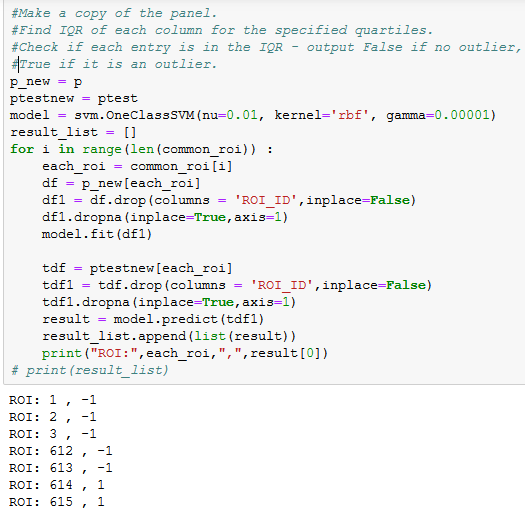 #Make a copy of the panel.
#Find IQR of each column for the specified quartiles.
#Check if each entry is in the IQR - output False if no outlier,
#True if it is an outlier.
p_new = p
ptestnew = ptest
model = svm.OneClassSVM(nu=0.01, kernel='rbf', gamma=0.00001)
result_list = []
for i in range(len(common_roi)) :
    each_roi = common_roi[i]
    df = p_new[each_roi]
    df1 = df.drop(columns = 'ROI_ID',inplace=False)
    df1.dropna(inplace=True,axis=1)
    model.fit(df1)
    tdf = ptestnew[each_roi]
    tdf1 = tdf.drop(columns = 'ROI_ID',inplace=False)
    tdf1.dropna(inplace=True,axis=1)
    result = model.predict(tdf1)
    result_list.append(list(result))
    print("ROI:",each_roi,",",result[0])
# print(result_list)
ROI: 1 , -1
ROI: 2 , -1
ROI: 3 , -1
ROI: 612 , -1
ROI: 613 , -1
ROI: 614 , 1
ROI: 615 , 1